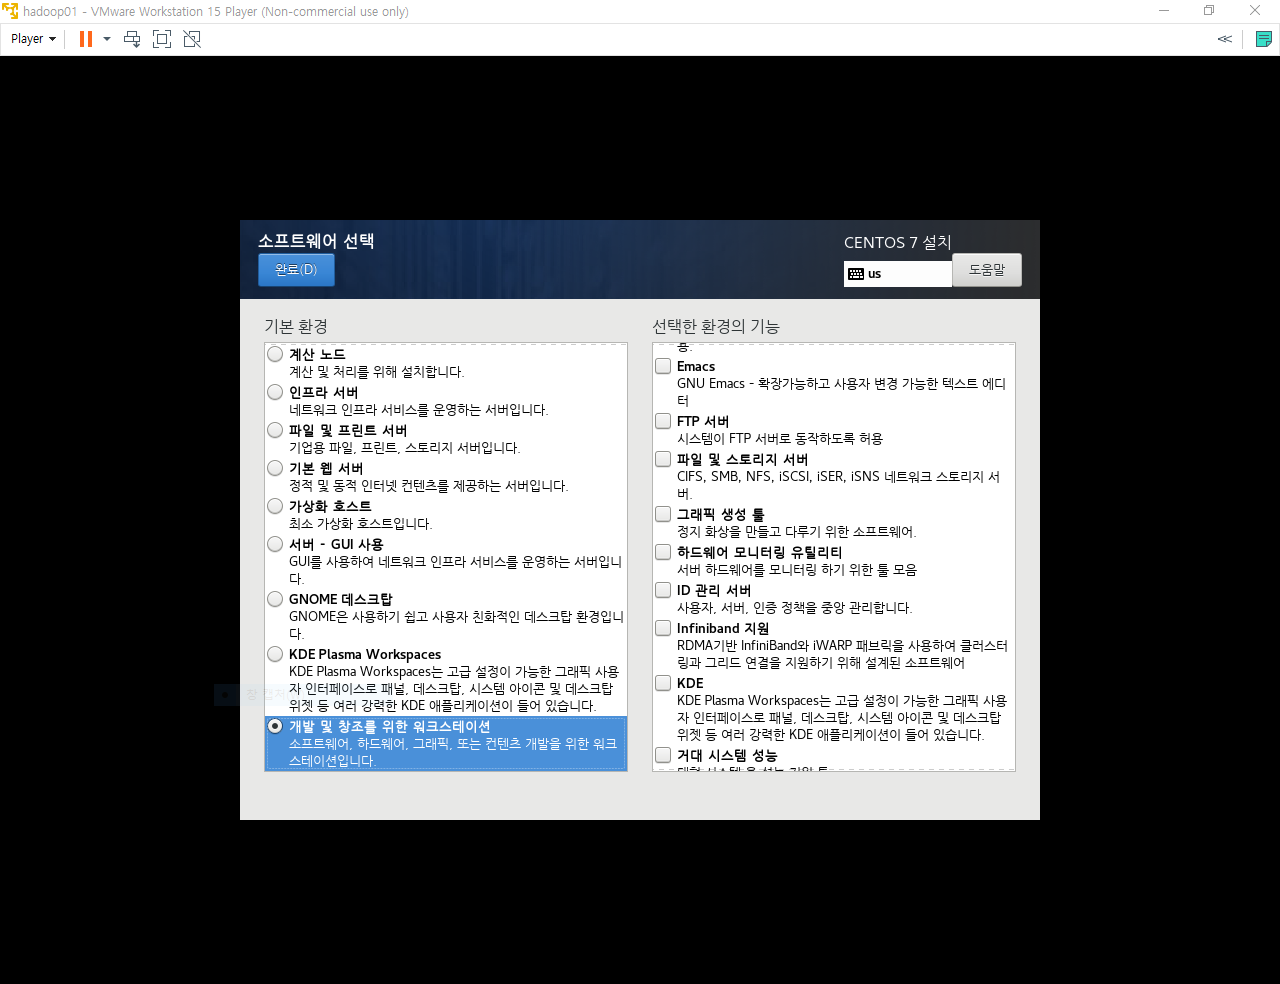 hadoop01 - VMware Workstation 15 Player (Non-commercial use only)
Player
소프트웨어 선택
완료(D)
CENTOS 7 설치
us
도움말
기본 환경
계산 노드
계산 및 처리를 위해 설치합니다.
인프라 서버
네트워크 인프라 서비스를 운영하는 서버입니다.
파일 및 프린트 서버
기업용 파일, 프린트, 스토리지 서버입니다.
기본 웹 서버
정적 및 동적 인터넷 컨텐츠를 제공하는 서버입니다.
가상화 호스트
최소 가상화 호스트입니다.
서버 - GUI 사용
GUI를 사용하여 네트워크 인프라 서비스를 운영하는 서버입니
다.
GNOME 데스크탑
GNOME은 사용하기 쉽고 사용자 친화적인 데스크탑 환경입니
다.
KDE Plasma Workspaces
KDE Plasma Workspaces는 고급 설정이 가능한 그래픽 사용
자 인터페이스로 패널, 데스크탑, 시스템 아이콘 및 데스크탑
위젯 등 여러 강력한 KDE 애플리케이션이 들어 있습니다.
개발 및 창조를 위한 워크스테이션
소프트웨어, 하드웨어, 그래픽, 또는 컨텐츠 개발을 위한 워크
스테이션입니다.
선택한 환경의 기능
용.
Emacs
GNU Emacs - 확장가능하고 사용자 변경 가능한 텍스트 에디
터
FTP 서버
시스템이 FTP 서버로 동작하도록 허용
파일 및 스토리지 서버
CIFS, SMB, NFS, iSCSI, iSER, iSNS 네트워크 스토리지 서
버.
그래픽 생성 툴
정지 화상을 만들고 다루기 위한 소프트웨어.
하드웨어 모니터링 유틸리티
서버 하드웨어를 모니터링 하기 위한 툴 모음
ID 관리 서버
사용자, 서버, 인증 정책을 중앙 관리합니다.
Infiniband 지원
RDMA기반 InfiniBand와 iWARP 패브릭을 사용하여 클러스터
링과 그리드 연결을 지원하기 위해 설계된 소프트웨어
KDE
KDE Plasma Workspaces는 고급 설정이 가능한 그래픽 사용
자 인터페이스로 패널, 데스크탑, 시스템 아이콘 및 데스크탑
위젯 등 여러 강력한 KDE 애플리케이션이 들어 있습니다.
거대 시스템 성능